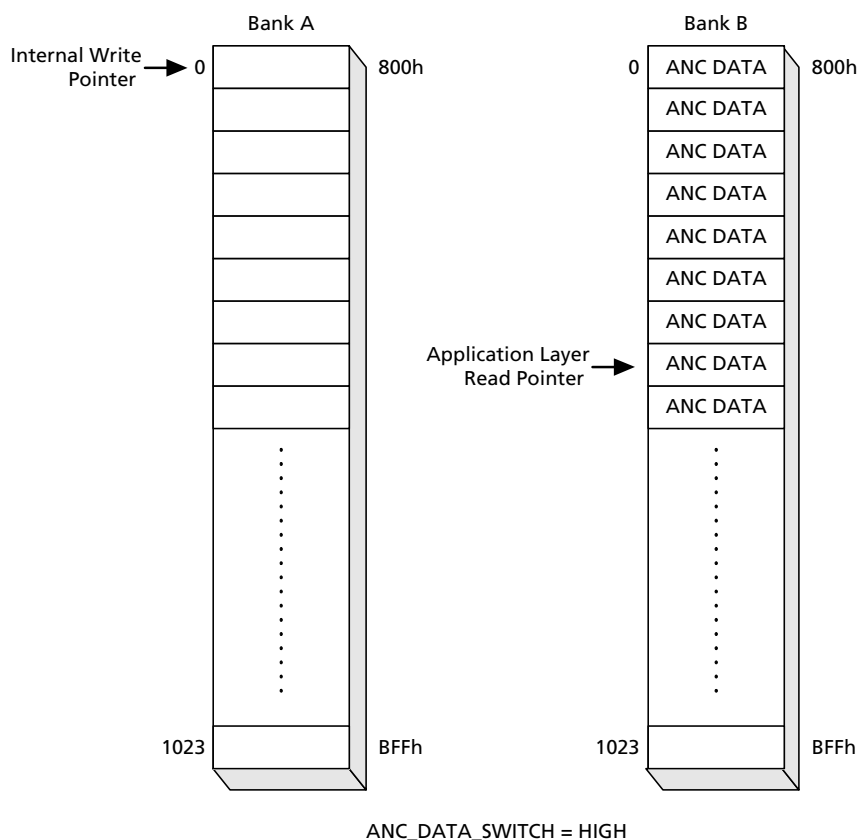 Bank A
Internal Write
Pointer
0
800h
1023
BFFh
Bank B
0
ANC DATA
800h
ANC DATA
ANC DATA
ANC DATA
ANC DATA
ANC DATA
ANC DATA
Application Layer
Read Pointer
ANC DATA
ANC DATA
1023
BFFh
ANC_DATA_SWITCH = HIGH